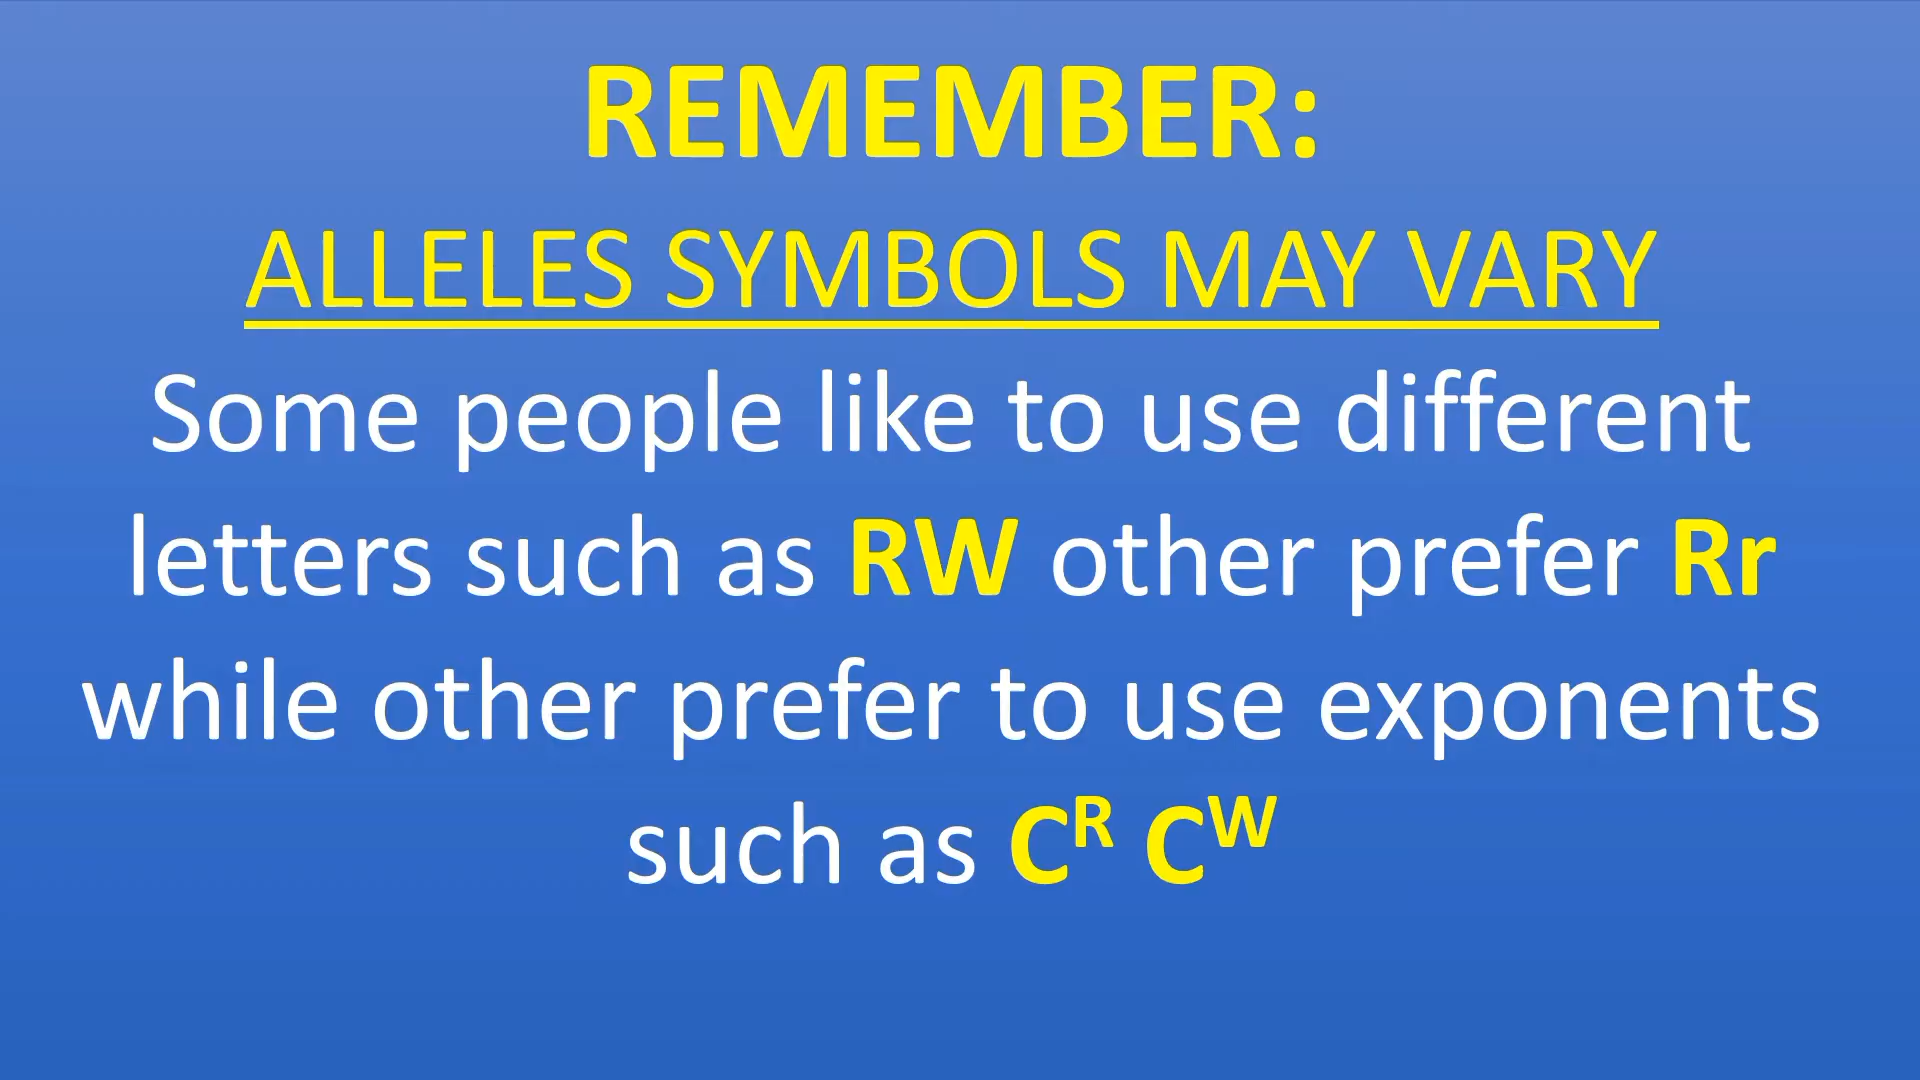 REMEMBER:
ALLELES SYMBOLS MAY VARY
Some people like to use different
letters such as RW other prefer Rr
while other prefer to use exponents
such as Cᴿ Cᵂ